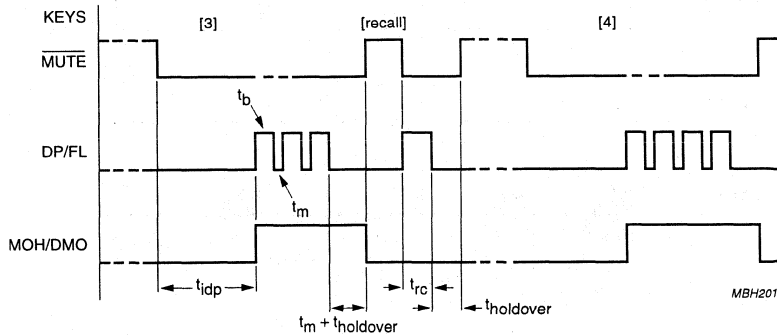 KEYS [3] [recall] [4]
MUTE
t_b
DP/FL
t_m
MOH/DMO
t_idp t_rc t_holdover
t_m + t_holdover
MBH201